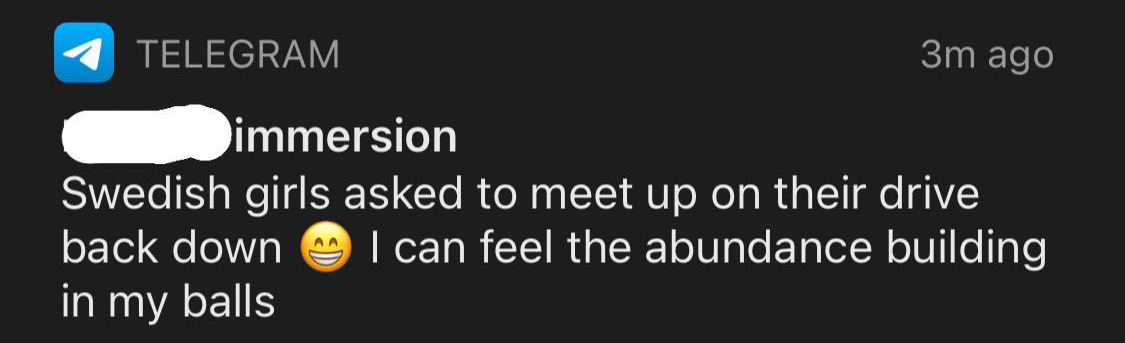 TELEGRAM
3m ago
immersion
Swedish girls asked to meet up on their drive
back down 😁 I can feel the abundance building
in my balls